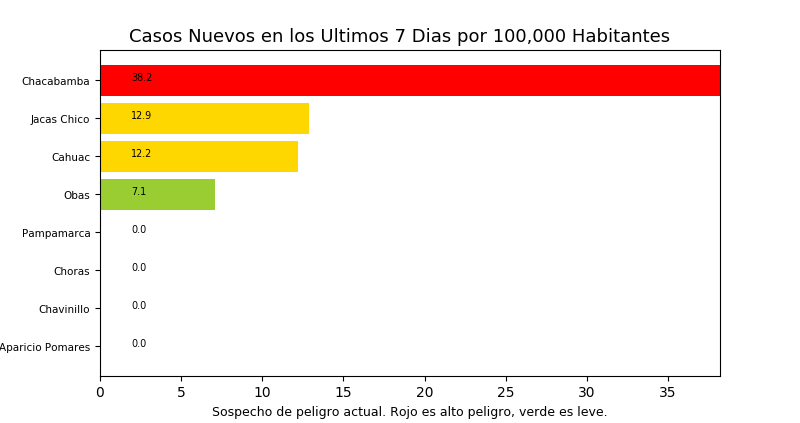 Casos Nuevos en los Ultimos 7 Dias por 100,000 Habitantes
Chacabamba 38.2
Jacas Chico 12.9
Cahuac 12.2
Obas 7.1
Pampamarca 0.0
Choras 0.0
Chavinillo 0.0
Aparicio Pomares 0.0
0 5 10 15 20 25 30 35
Sospecho de peligro actual. Rojo es alto peligro, verde es leve.